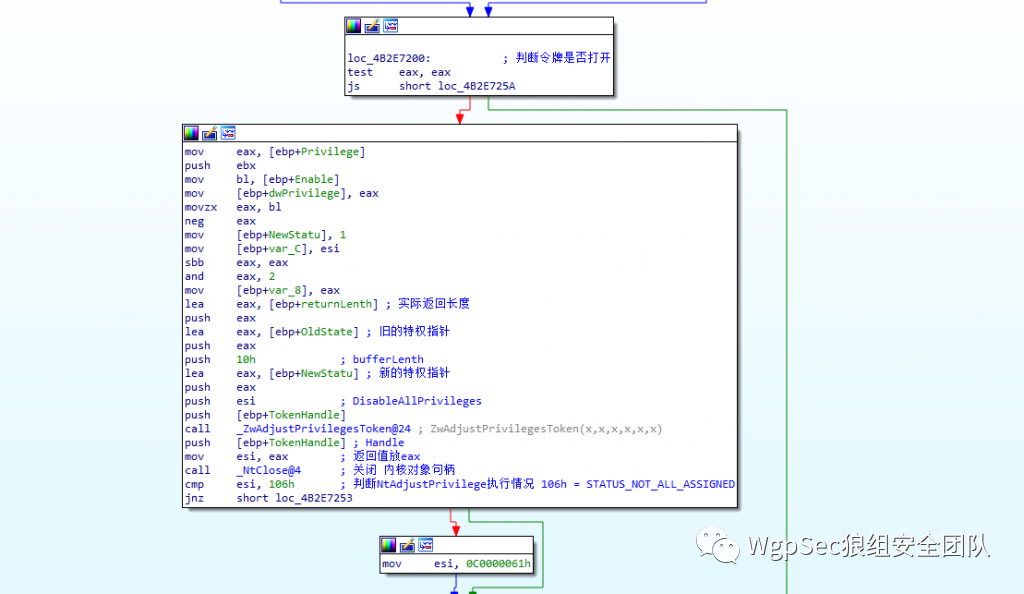 loc_4B2E7200: ; 判断令牌是否打开
test eax, eax
js short loc_4B2E725A
mov eax, [ebp+Privilege]
push ebx
mov bl, [ebp+Enable]
mov [ebp+dwPrivilege], eax
movzx eax, bl
neg eax
mov [ebp+NewStatu], 1
mov [ebp+var_C], esi
sbb eax, eax
and eax, 2
mov [ebp+var_8], eax
lea eax, [ebp+returnLenth] ; 实际返回长度
push eax
lea eax, [ebp+OldState] ; 旧的特权指针
push eax
push 10h ; bufferLenth
lea eax, [ebp+NewStatu] ; 新的特权指针
push eax
push esi ; DisableAllPrivileges
push [ebp+TokenHandle]
call _ZwAdjustPrivilegesToken@24 ; ZwAdjustPrivilegesToken(x,x,x,x,x,x)
push [ebp+TokenHandle] ; Handle
mov esi, eax ; 返回值放eax
call _NtClose@4 ; 关闭 内核对象句柄
cmp esi, 106h ; 判断NtAdjustPrivilege执行情况 106h = STATUS_NOT_ALL_ASSIGNED
jnz short loc_4B2E7253
mov esi, 0C0000061h
WgpSec狼组安全团队